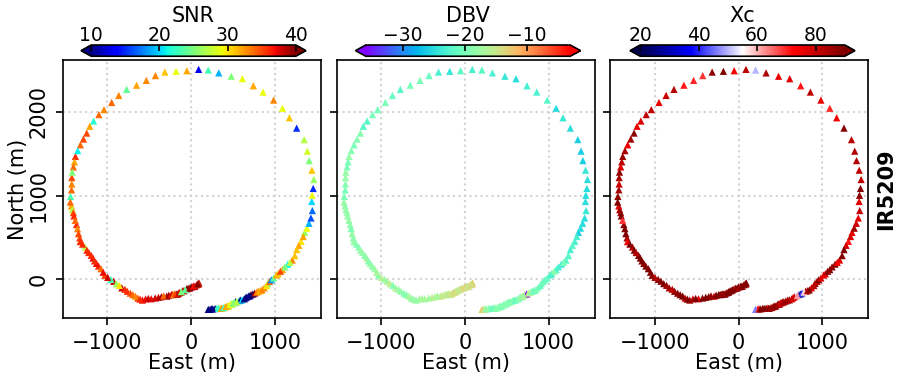 SNR DBV Xc
10 20 30 40 −30 −20 −10 20 40 60 80
North (m)
2000
1000
0
−1000 0 1000 −1000 0 1000 −1000 0 1000
East (m) East (m) East (m)
IR5209